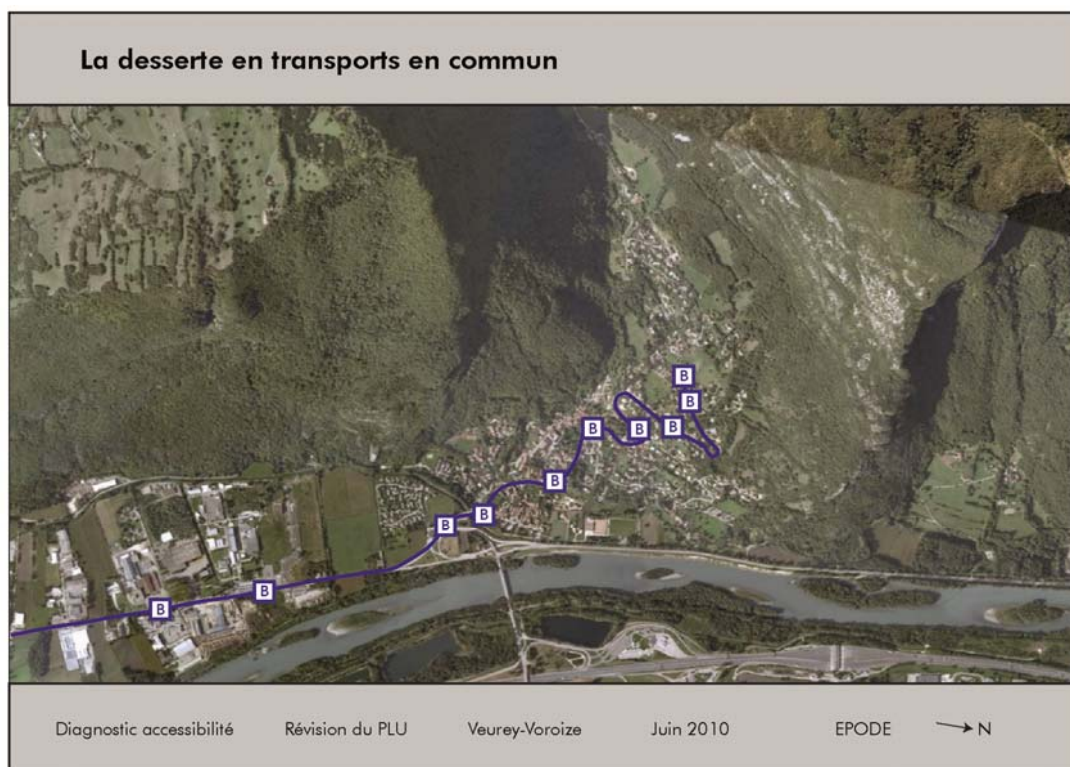 La desserte en transports en commun
B
B
B B B
B
B
B
B
B
Diagnostic accessibilité Révision du PLU Veurey-Voroize Juin 2010 EPODE N